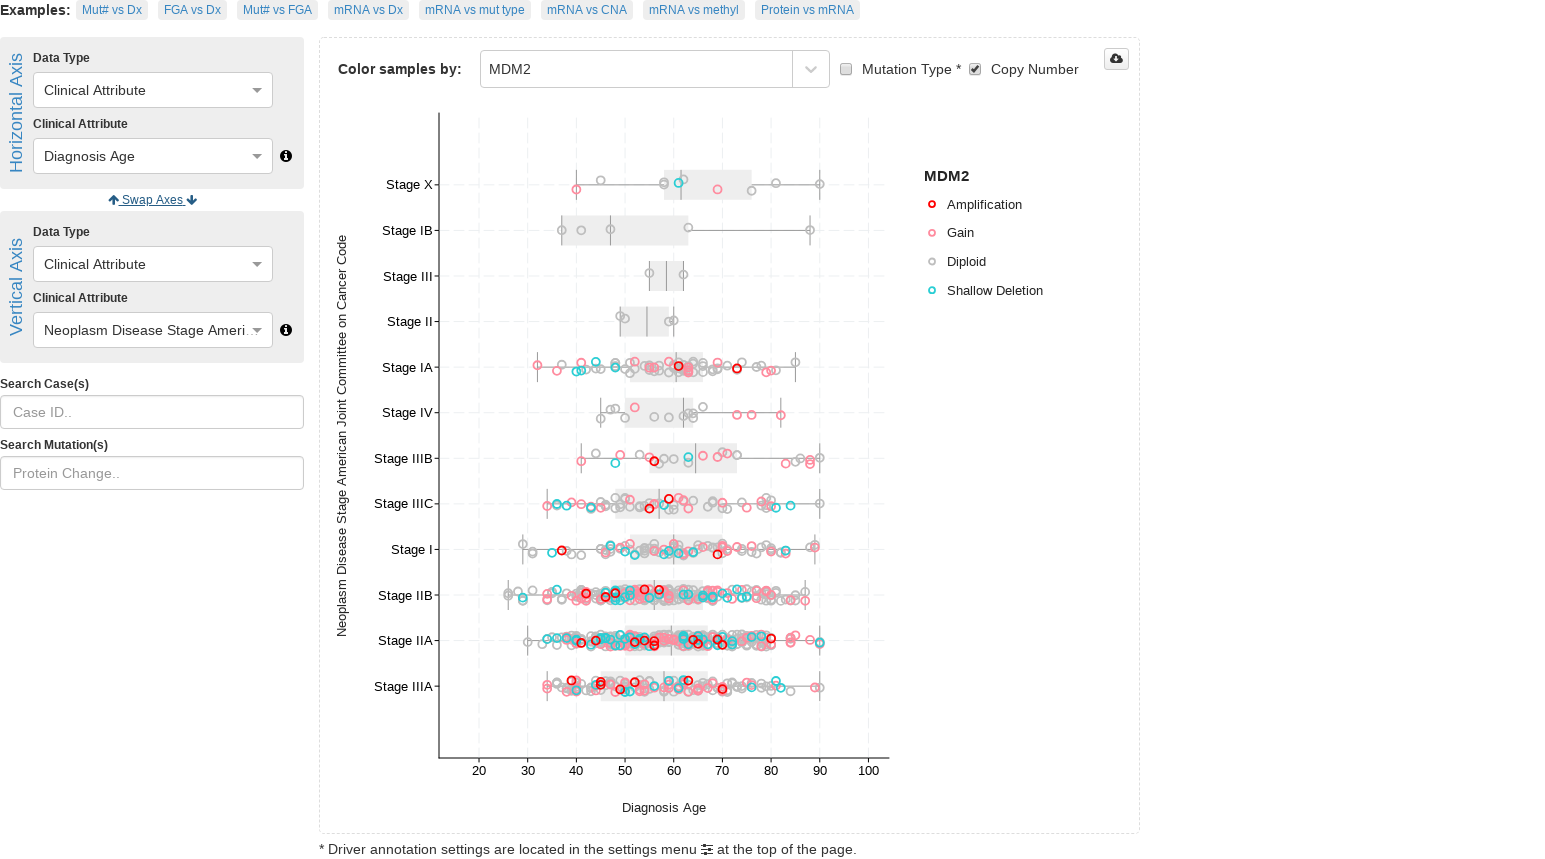 Examples: Mut# vs Dx FGA vs Dx Mut# vs FGA mRNA vs Dx mRNA vs mut type mRNA vs CNA mRNA vs methyl Protein vs mRNA
Horizontal Axis
Data Type
Clinical Attribute
Clinical Attribute
Diagnosis Age
Swap Axes
Vertical Axis
Data Type
Clinical Attribute
Clinical Attribute
Neoplasm Disease Stage Ameri...
Search Case(s)
Case ID..
Search Mutation(s)
Protein Change..
Color samples by: MDM2 Mutation Type * Copy Number
Neoplasm Disease Stage American Joint Committee on Cancer Code
Stage X
Stage IB
Stage III
Stage II
Stage IA
Stage IV
Stage IIIB
Stage IIIC
Stage I
Stage IIB
Stage IIA
Stage IIIA
20 30 40 50 60 70 80 90 100
Diagnosis Age
MDM2
Amplification
Gain
Diploid
Shallow Deletion
* Driver annotation settings are located in the settings menu at the top of the page.